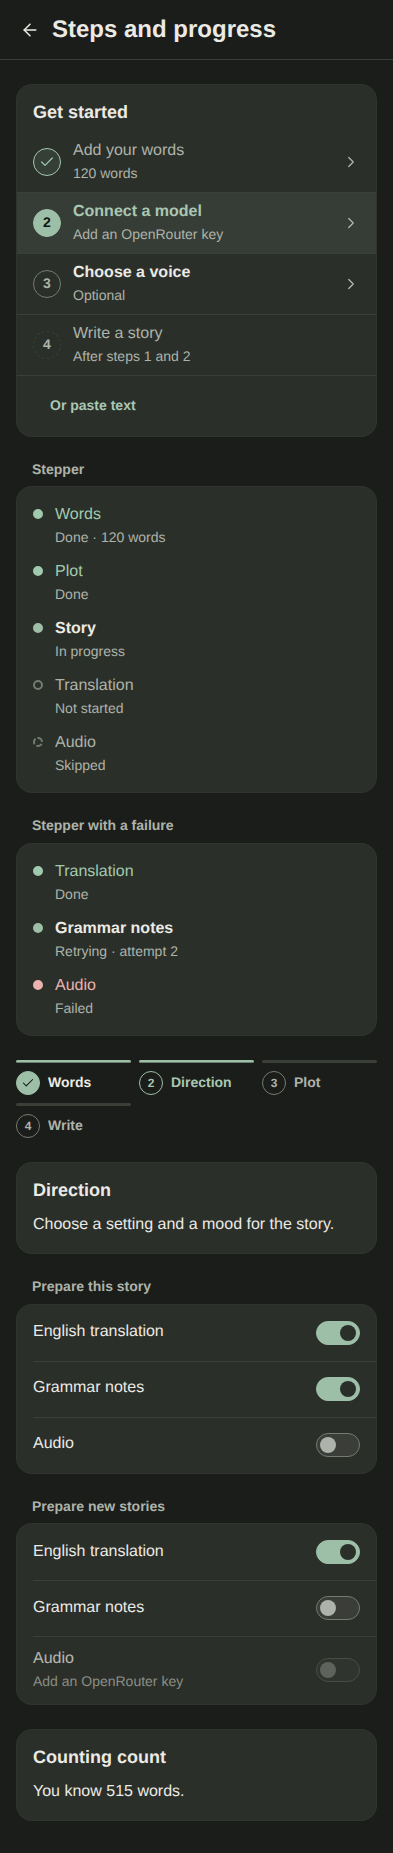 Steps and progress
Get started
Add your words
120 words
2
Connect a model
Add an OpenRouter key
3
Choose a voice
Optional
4
Write a story
After steps 1 and 2
Or paste text
Stepper
Words
Done · 120 words
Plot
Done
Story
In progress
Translation
Not started
Audio
Skipped
Stepper with a failure
Translation
Done
Grammar notes
Retrying · attempt 2
Audio
Failed
Words
2 Direction
3 Plot
4 Write
Direction
Choose a setting and a mood for the story.
Prepare this story
English translation
Grammar notes
Audio
Prepare new stories
English translation
Grammar notes
Audio
Add an OpenRouter key
Counting count
You know 515 words.